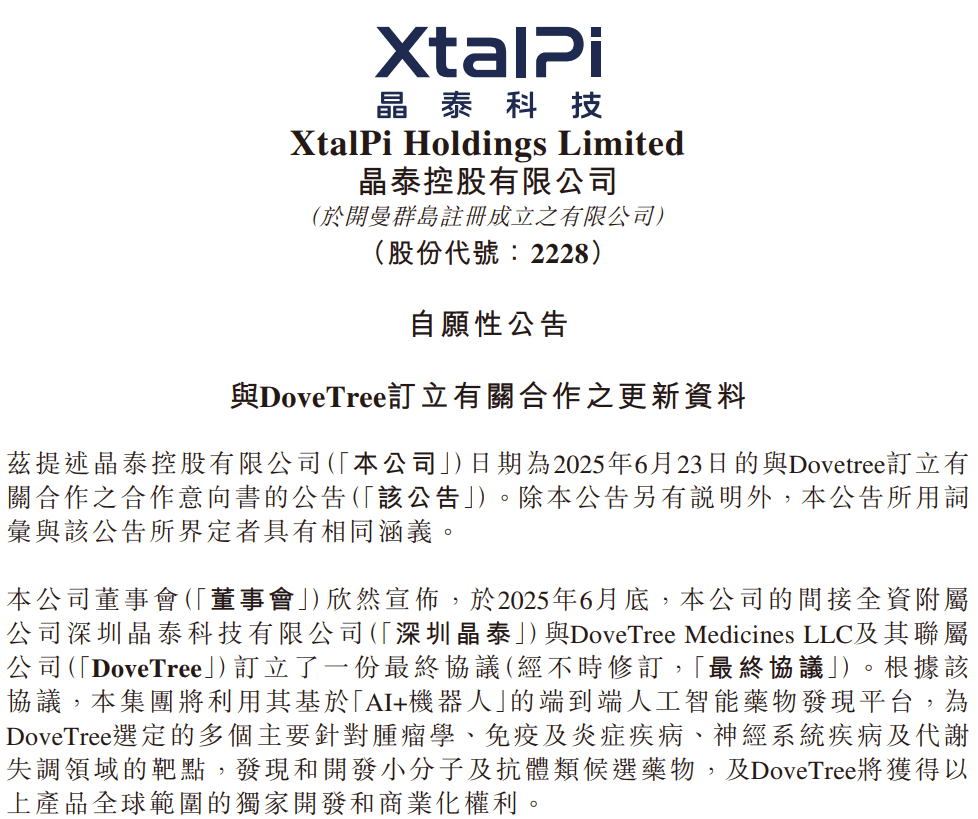 XtalPi
晶泰科技
XtalPi Holdings Limited
晶泰控股有限公司
(於開曼群島註冊成立之有限公司)
(股份代號：2228)
自願性公告
與DoveTree訂立有關合作之更新資料
茲提述晶泰控股有限公司(「本公司」)日期為2025年6月23日的與Dovetree訂立有
關合作之合作意向書的公告(「該公告」)。除本公告另有說明外，本公告所用詞
彙與該公告所界定者具有相同涵義。
本公司董事會(「董事會」)欣然宣佈，於2025年6月底，本公司的間接全資附屬
公司深圳晶泰科技有限公司(「深圳晶泰」)與DoveTree Medicines LLC及其聯屬
公司(「DoveTree」)訂立了一份最終協議(經不時修訂，「最終協議」)。根據該
協議，本集團將利用其基於「AI+機器人」的端到端人工智能藥物發現平台，為
DoveTree選定的多個主要針對腫瘤學、免疫及炎症疾病、神經系統疾病及代謝
失調領域的靶點，發現和開發小分子及抗體類候選藥物，及DoveTree將獲得以
上產品全球範圍的獨家開發和商業化權利。